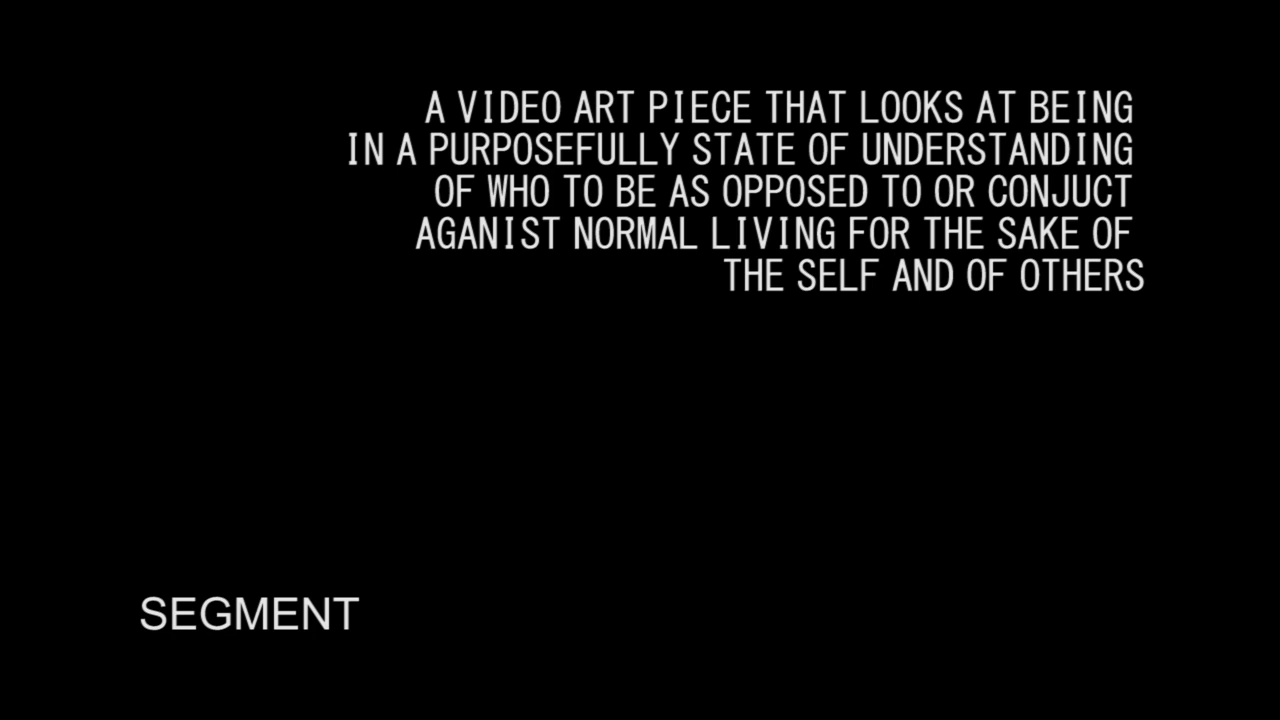 A VIDEO ART PIECE THAT LOOKS AT BEING
IN A PURPOSEFULLY STATE OF UNDERSTANDING
OF WHO TO BE AS OPPOSED TO OR CONJUCT
AGANIST NORMAL LIVING FOR THE SAKE OF
THE SELF AND OF OTHERS
SEGMENT